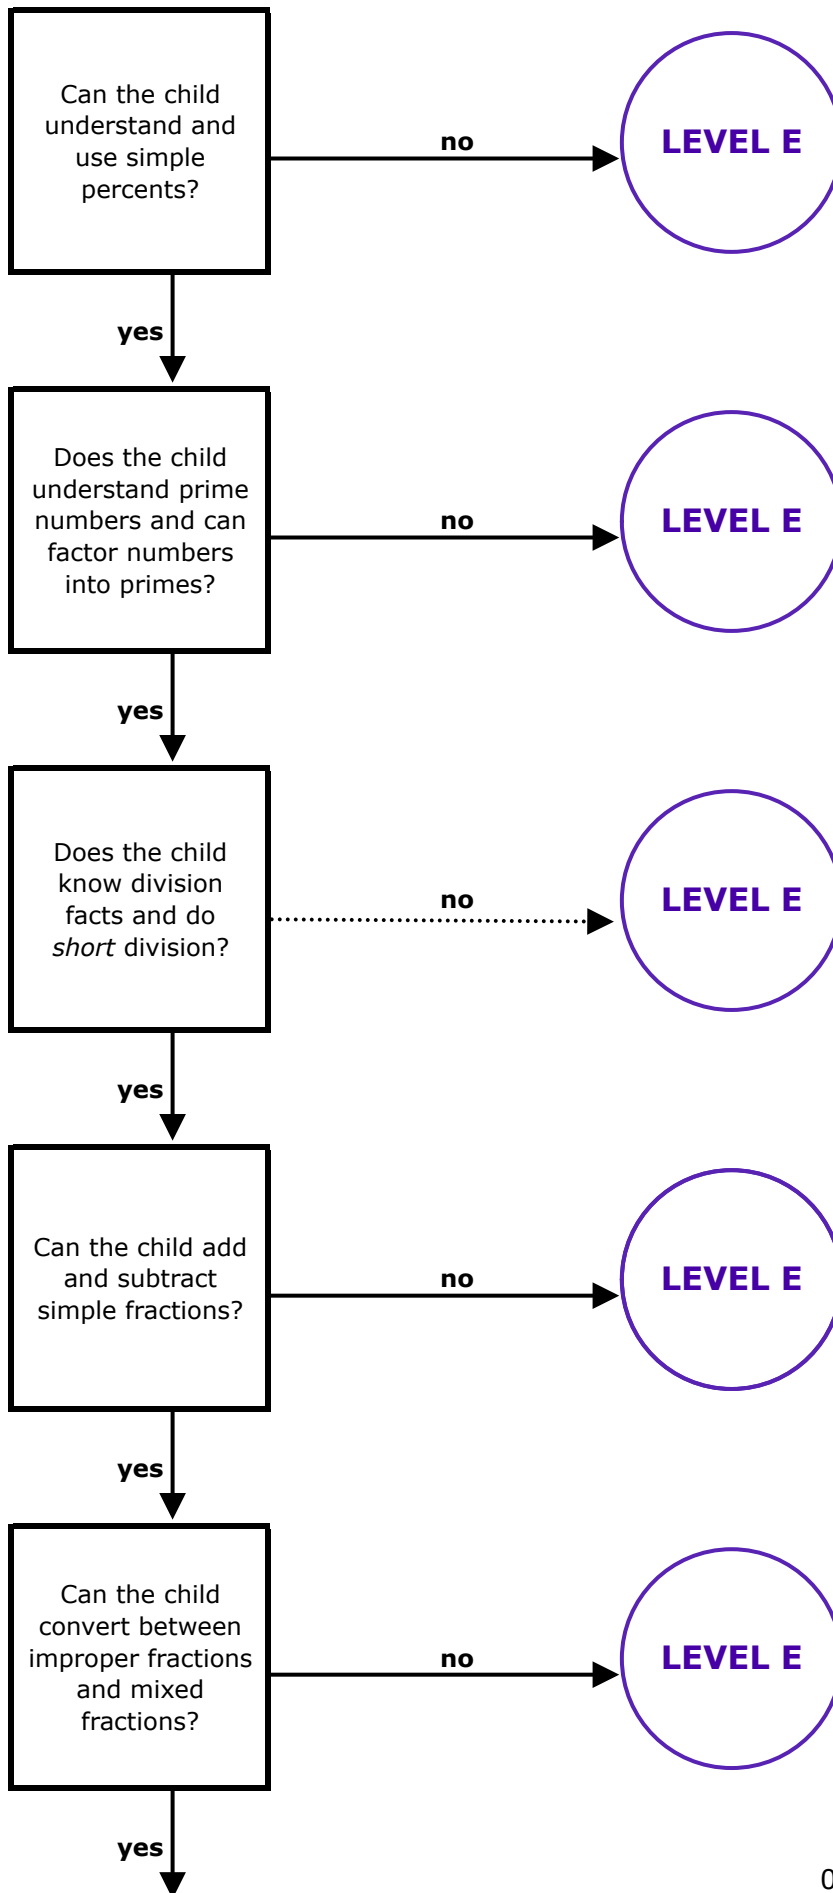 Can the child
understand and
use simple
percents?
no
LEVEL E
yes
Does the child
understand prime
numbers and can
factor numbers
into primes?
no
LEVEL E
yes
Does the child
know division
facts and do
short division?
no
LEVEL E
yes
Can the child add
and subtract
simple fractions?
no
LEVEL E
yes
Can the child
convert between
improper fractions
and mixed
fractions?
no
LEVEL E
yes
0